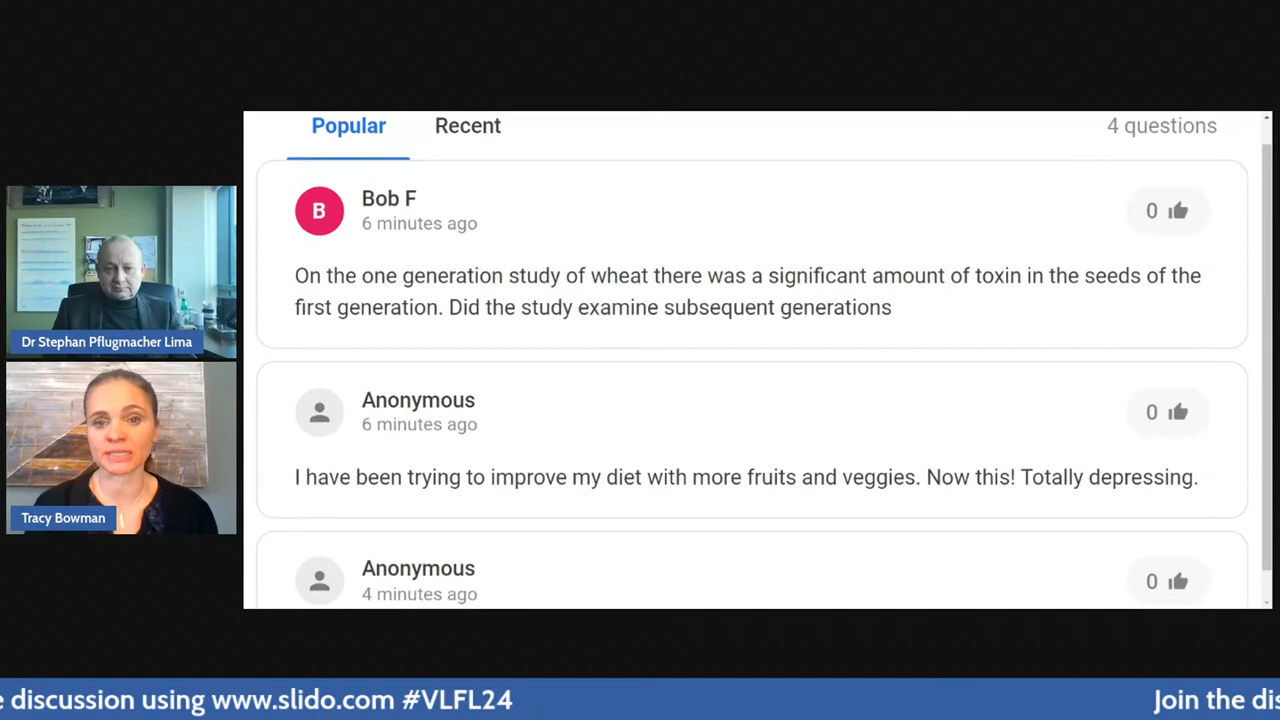 Popular
Recent
4 questions
B
Bob F
0
6 minutes ago
On the one generation study of wheat there was a significant amount of toxin in the seeds of the
first generation. Did the study examine subsequent generations
Anonymous
0
6 minutes ago
I have been trying to improve my diet with more fruits and veggies. Now this! Totally depressing.
Anonymous
0
4 minutes ago
Dr Stephan Pflugmacher Lima
Tracy Bowman
e discussion using www.slido.com #VLFL24
Join the dis